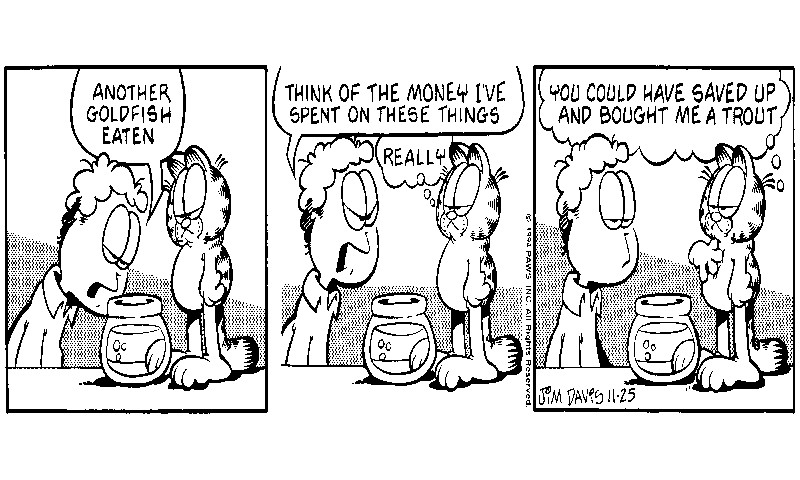 ANOTHER
GOLDFISH
EATEN
THINK OF THE MONEY I'VE
SPENT ON THESE THINGS
REALLY
YOU COULD HAVE SAVED UP
AND BOUGHT ME A TROUT
PAWS, INC. All Rights Reserved.
JIM DAVIS 11-25